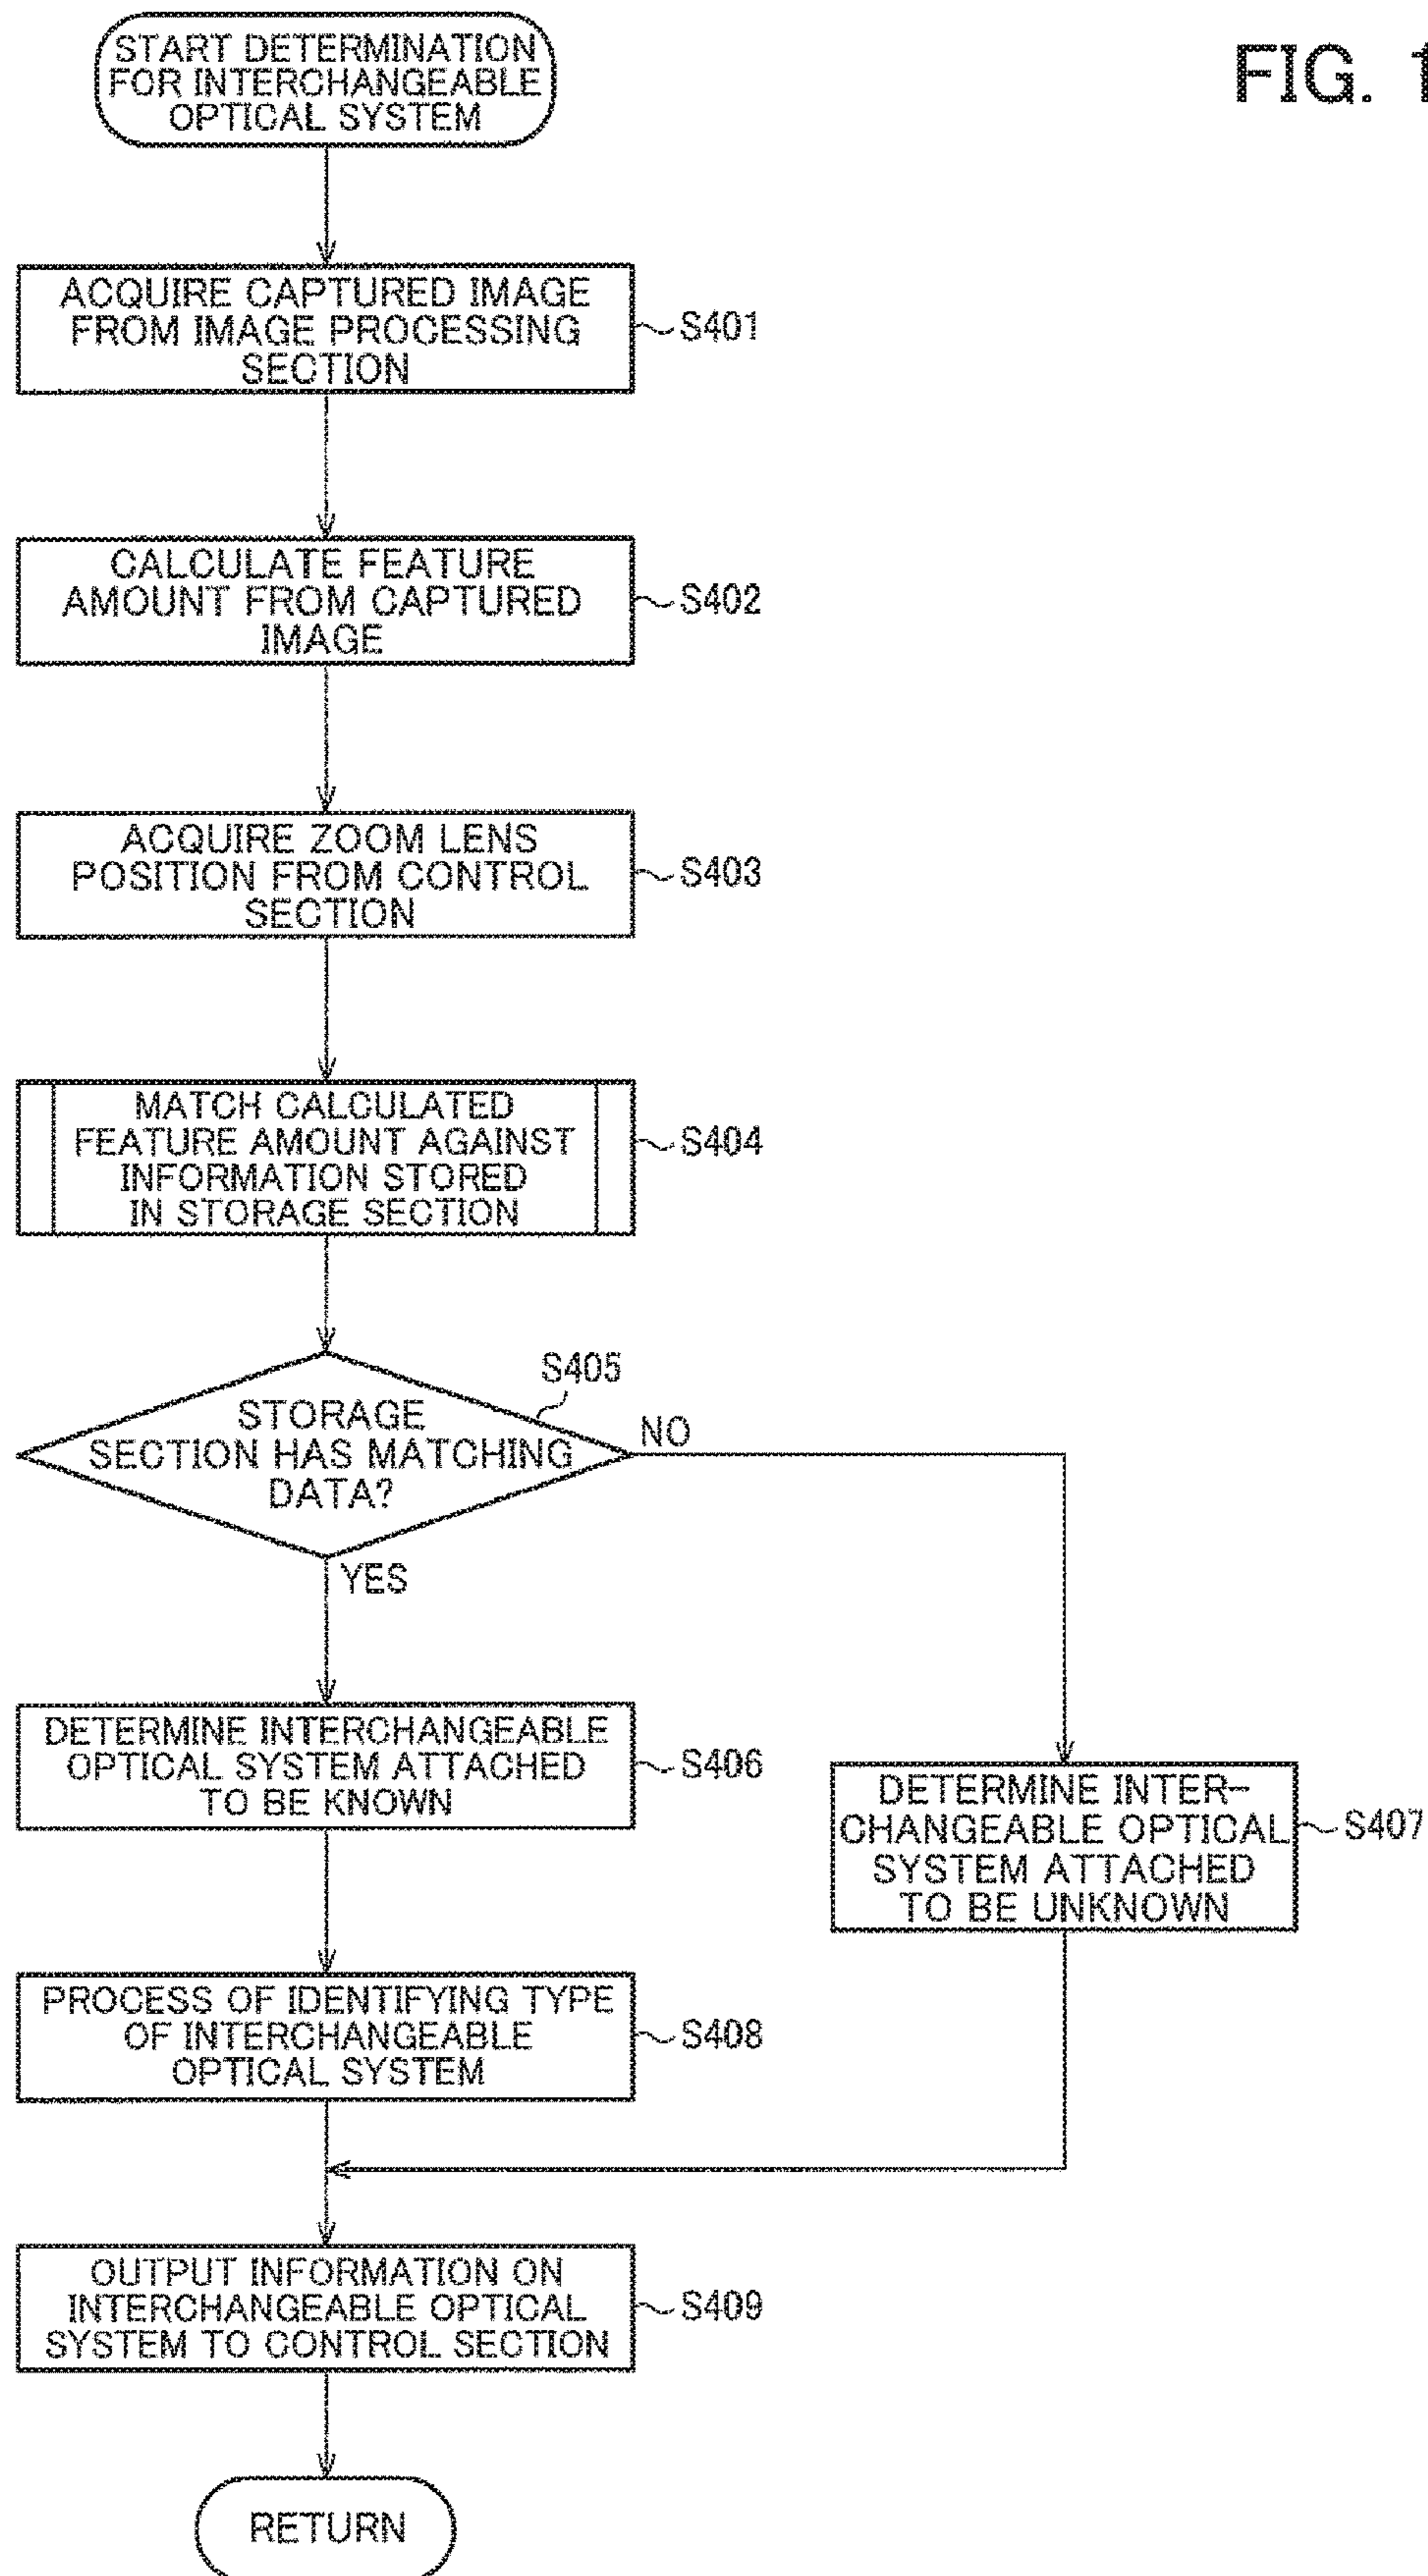 FIG. 1
START DETERMINATION
FOR INTERCHANGEABLE
OPTICAL SYSTEM
ACQUIRE CAPTURED IMAGE
FROM IMAGE PROCESSING
SECTION
S401
CALCULATE FEATURE
AMOUNT FROM CAPTURED
IMAGE
S402
ACQUIRE ZOOM LENS
POSITION FROM CONTROL
SECTION
S403
MATCH CALCULATED
FEATURE AMOUNT AGAINST
INFORMATION STORED
IN STORAGE SECTION
S404
S405
STORAGE
SECTION HAS MATCHING
DATA?
NO
YES
DETERMINE INTERCHANGEABLE
OPTICAL SYSTEM ATTACHED
TO BE KNOWN
S406
DETERMINE INTER-
CHANGEABLE OPTICAL
SYSTEM ATTACHED
TO BE UNKNOWN
S407
PROCESS OF IDENTIFYING TYPE
OF INTERCHANGEABLE
OPTICAL SYSTEM
S408
OUTPUT INFORMATION ON
INTERCHANGEABLE OPTICAL
SYSTEM TO CONTROL SECTION
S409
RETURN